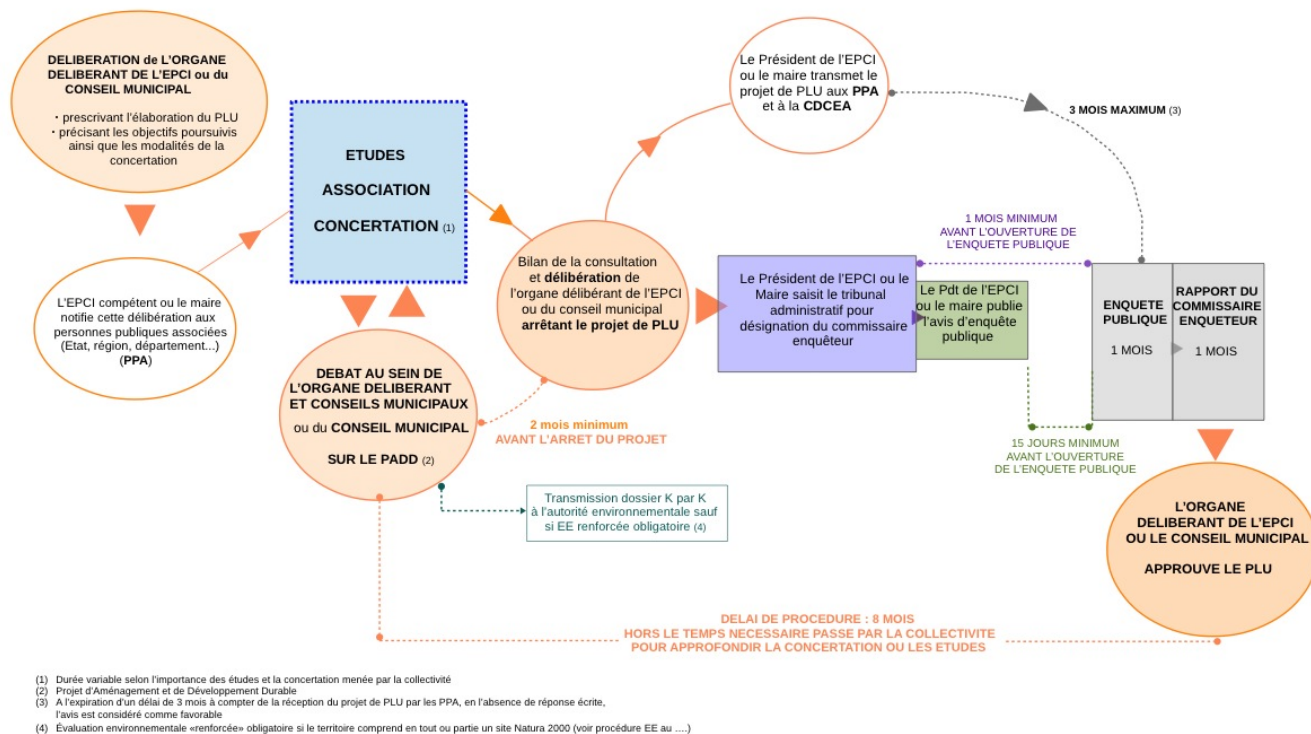 DELIBERATION de L'ORGANE
DELIBERANT DE L'EPCI ou du
CONSEIL MUNICIPAL
· prescrivant l'élaboration du PLU
· précisant les objectifs poursuivis
ainsi que les modalités de la
concertation
L'EPCI compétent ou le maire
notifie cette délibération aux
personnes publiques associées
(Etat, région, département...)
(PPA)
ETUDES
ASSOCIATION
CONCERTATION (1)
DEBAT AU SEIN DE
L'ORGANE DELIBERANT
ET CONSEILS MUNICIPAUX
ou du CONSEIL MUNICIPAL
SUR LE PADD (2)
2 mois minimum
AVANT L'ARRET DU PROJET
Transmission dossier K par K
à l'autorité environnementale sauf
si EE renforcée obligatoire (4)
Bilan de la consultation
et délibération de
l'organe délibérant de l'EPCI
ou du conseil municipal
arrêtant le projet de PLU
Le Président de l'EPCI
ou le maire transmet le
projet de PLU aux PPA
et à la CDCEA
3 MOIS MAXIMUM (3)
Le Président de l'EPCI ou le
Maire saisit le tribunal
administratif pour
désignation du commissaire
enquêteur
1 MOIS MINIMUM
AVANT L'OUVERTURE DE
L'ENQUETE PUBLIQUE
Le Pdt de l'EPCI
ou le maire publie
l'avis d'enquête
publique
15 JOURS MINIMUM
AVANT L'OUVERTURE
DE L'ENQUETE PUBLIQUE
ENQUETE
PUBLIQUE
1 MOIS
RAPPORT DU
COMMISSAIRE
ENQUETEUR
1 MOIS
L'ORGANE
DELIBERANT DE L'EPCI
OU LE CONSEIL MUNICIPAL
APPROUVE LE PLU
DELAI DE PROCEDURE : 8 MOIS
HORS LE TEMPS NECESSAIRE PASSE PAR LA COLLECTIVITE
POUR APPROFONDIR LA CONCERTATION OU LES ETUDES
(1) Durée variable selon l'importance des études et la concertation menée par la collectivité
(2) Projet d'Aménagement et de Développement Durable
(3) A l'expiration d'un délai de 3 mois à compter de la réception du projet de PLU par les PPA, en l'absence de réponse écrite,
l'avis est considéré comme favorable
(4) Évaluation environnementale «renforcée» obligatoire si le territoire comprend en tout ou partie un site Natura 2000 (voir procédure EE au ....)